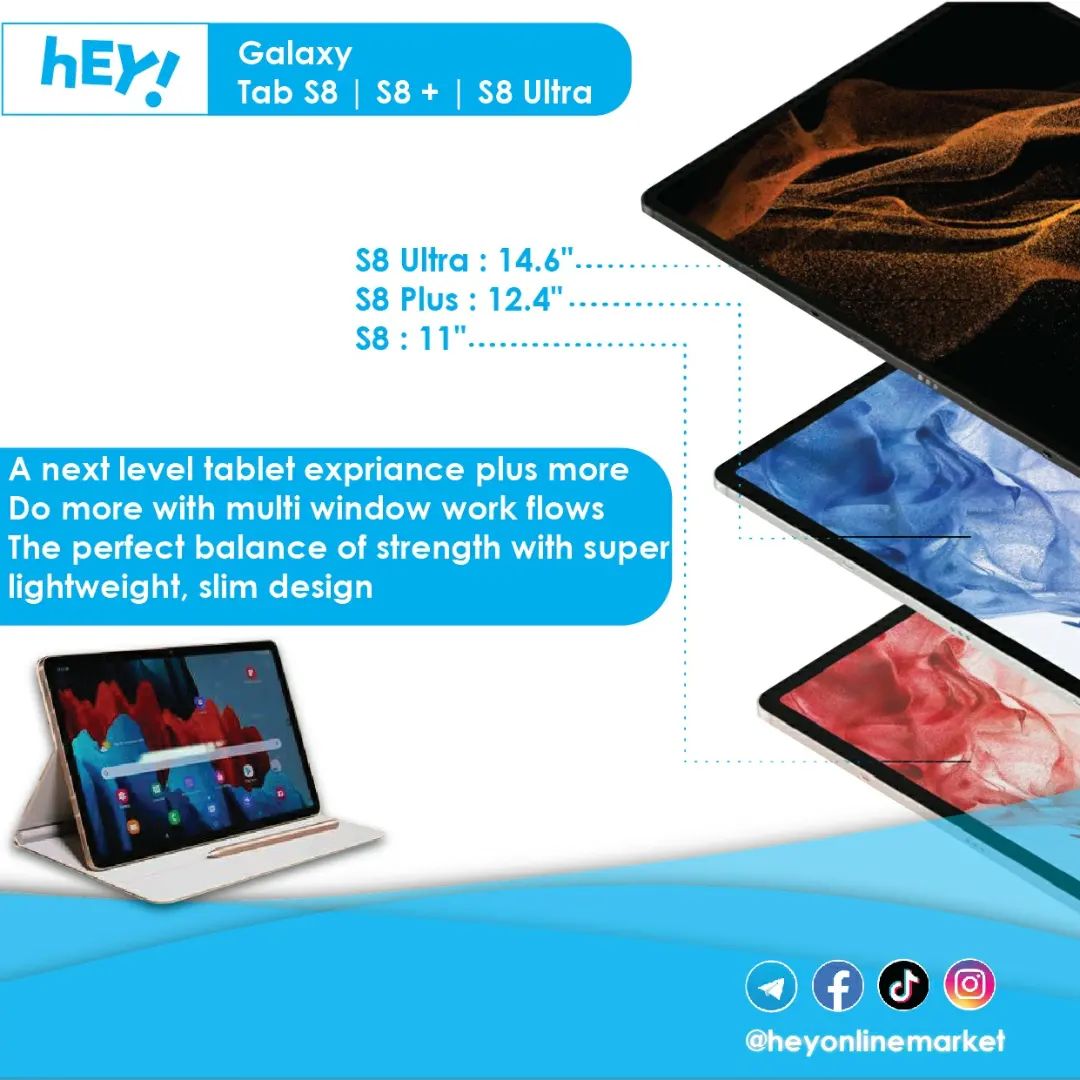 hEY!
Galaxy
Tab S8 | S8 + | S8 Ultra
S8 Ultra : 14.6"
S8 Plus : 12.4"
S8 : 11"
A next level tablet expriance plus more
Do more with multi window work flows
The perfect balance of strength with super
lightweight, slim design
@heyonlinemarket